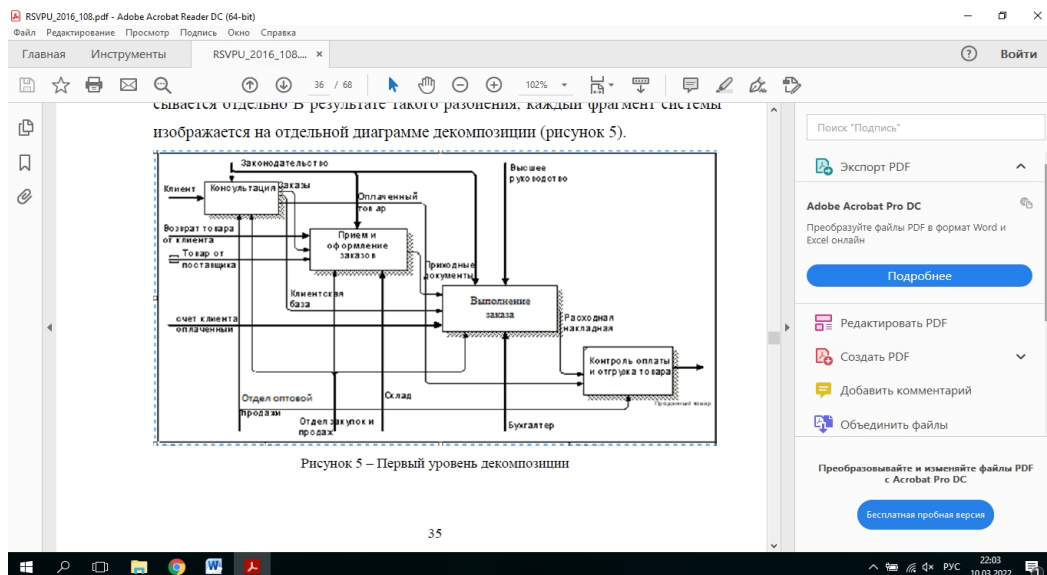 RSVPU_2016_108.pdf - Adobe Acrobat Reader DC (64-bit)
Файл Редактирование Просмотр Подпись Окно Справка
Главная Инструменты RSVPU_2016_108.... ×
Войти
36 / 68 102%
сывается отдельно В результате такого разбиения, каждый фрагмент системы
изображается на отдельной диаграмме декомпозиции (рисунок 5).
Законодательство
Высшее
руководство
Клиент
Консультация
Заказы
Оплаченный
товар
Возврат товара
от клиента
Прием и
оформление
заказов
Товар от
поставщика
Приходные
документы
Клиентская
база
Выполнение
заказа
счет клиента
оплаченный
Расходная
накладная
Контроль оплаты
и отгрузка товара
Проданный товар
Отдел оптовой
продажи
Склад
Отдел закупок и
продаж
Бухгалтер
Рисунок 5 – Первый уровень декомпозиции
35
Поиск "Подпись"
Экспорт PDF
Adobe Acrobat Pro DC
Преобразуйте файлы PDF в формат Word и
Excel онлайн
Подробнее
Редактировать PDF
Создать PDF
Добавить комментарий
Объединить файлы
Преобразовывайте и изменяйте файлы PDF
с Acrobat Pro DC
Бесплатная пробная версия
РУС
22:03
10.03.2022